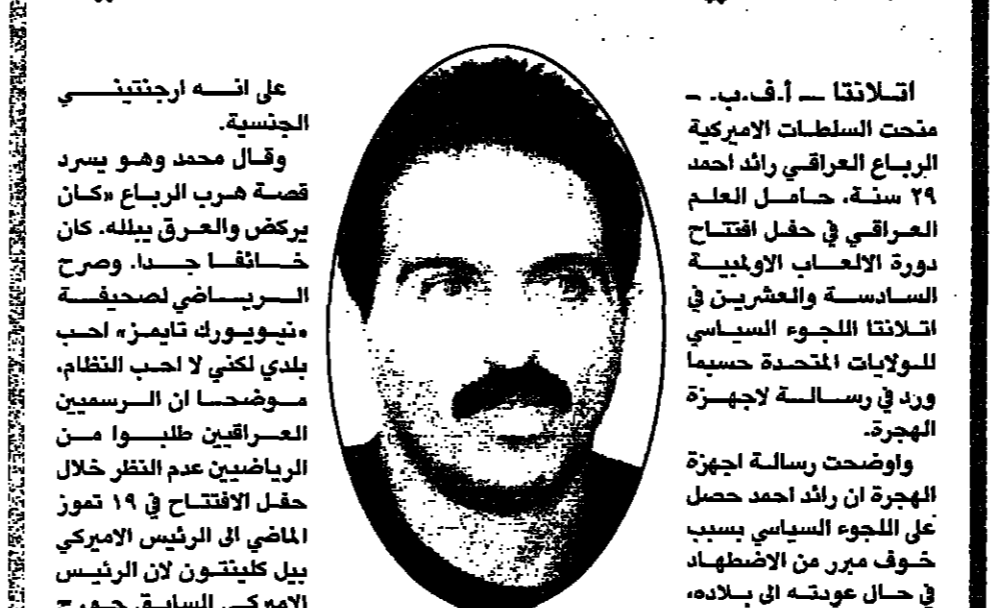 اتلانتا ــ أ.ف.ب. ــ
منحت السلطات الاميركية
الرباع العراقي رائد احمد
٢٩ سنة، حامل العلم
العراقي في حفل افتتاح
دورة الالعاب الاولمبية
السادسة والعشرين في
اتلانتا اللجوء السياسي
للولايات المتحدة حسبما
ورد في رسالة لاجهزة
الهجرة.
واوضحت رسالة اجهزة
الهجرة ان رائد احمد حصل
على اللجوء السياسي بسبب
خوف مبرر من الاضطهاد
في حال عودته الى بلاده،
على انه ارجنتيني
الجنسية.
وقال محمد وهو يسرد
قصة هرب الرباع «كان
يركض والعرق يبلله. كان
خائفا جدا. وصرح
الرياضي لصحيفة
«نيويورك تايمز» احب
بلدي لكني لا احب النظام،
موضحا ان الرسميين
العراقيين طلبوا من
الرياضيين عدم النظر خلال
حفل الافتتاح في ١٩ تموز
الماضي الى الرئيس الاميركي
بيل كلينتون لان الرئيس
الاميركي السابق جورج